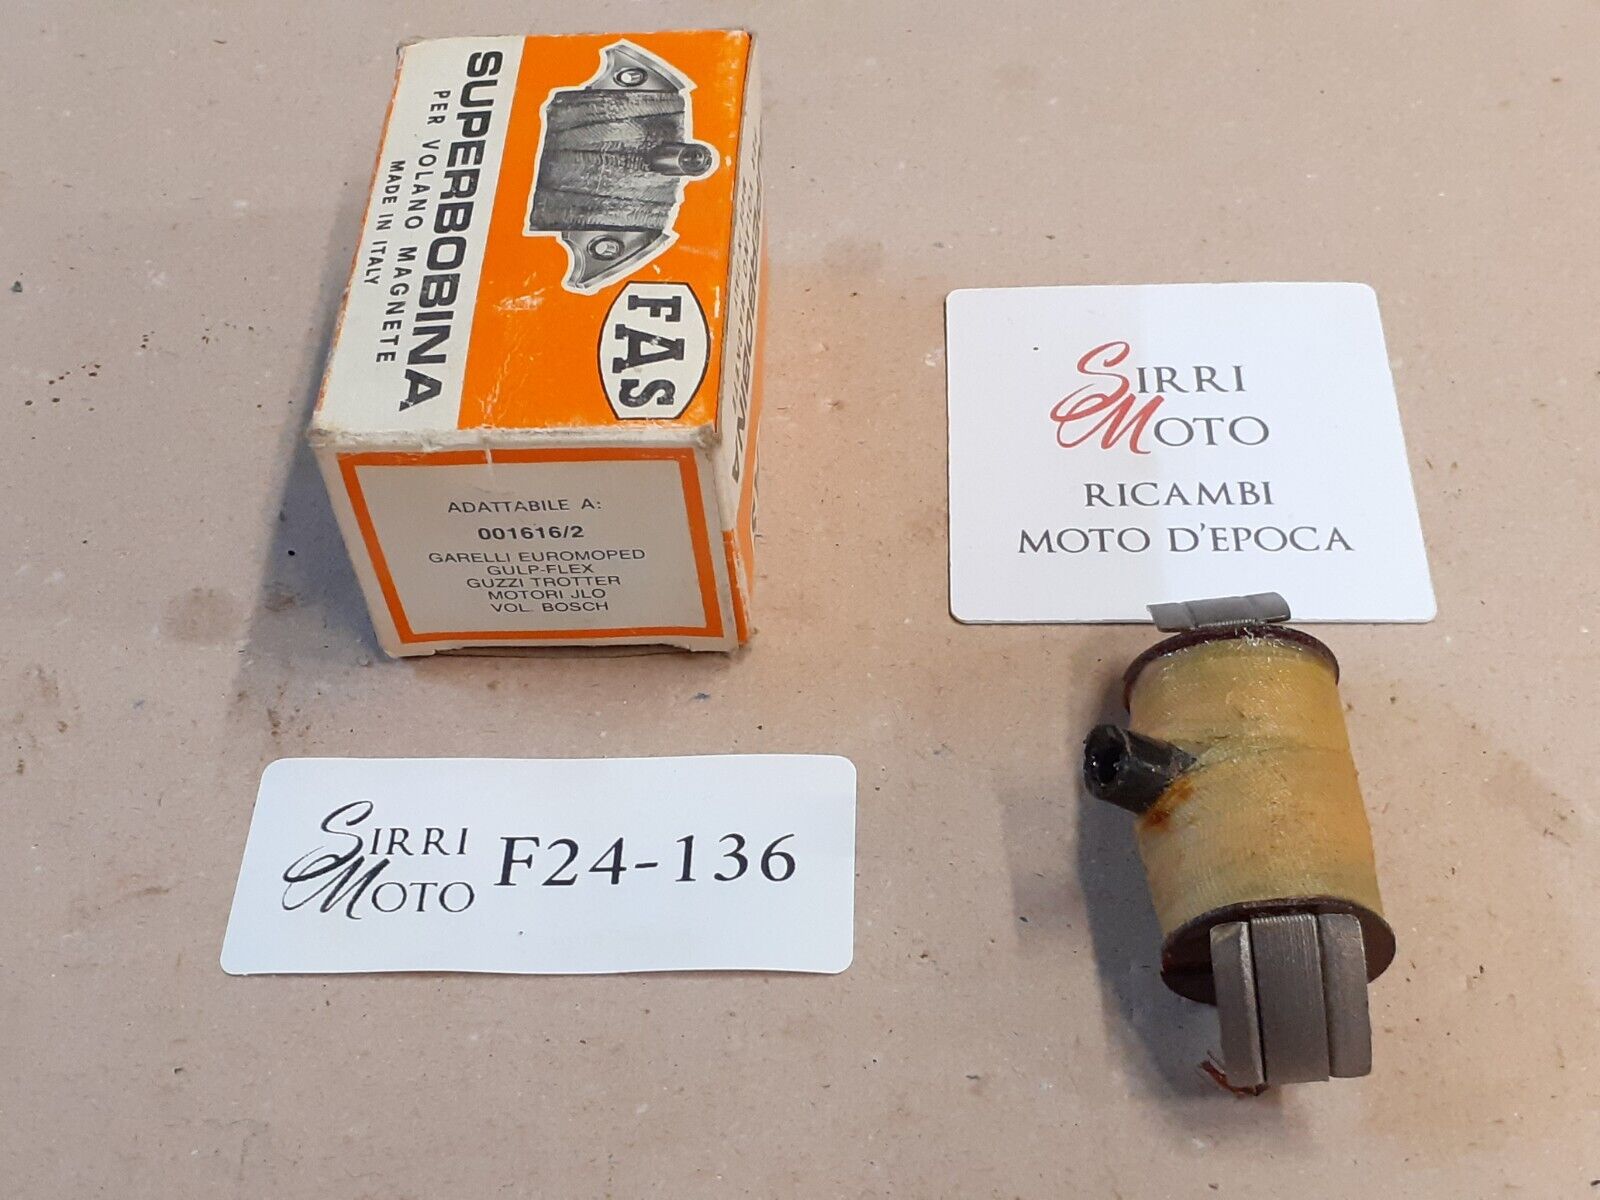 SUPERBOBINA
PER VOLANO MAGNETE
MADE IN ITALY
FAS
ADATTABILE A:
001616/2
GARELLI EUROMOPED
GULP-FLEX
GUZZI TROTTER
MOTORI JLO
VOL. BOSCH
SIRRI
MOTO
RICAMBI
MOTO D'EPOCA
SIRRI
MOTO
F24-136